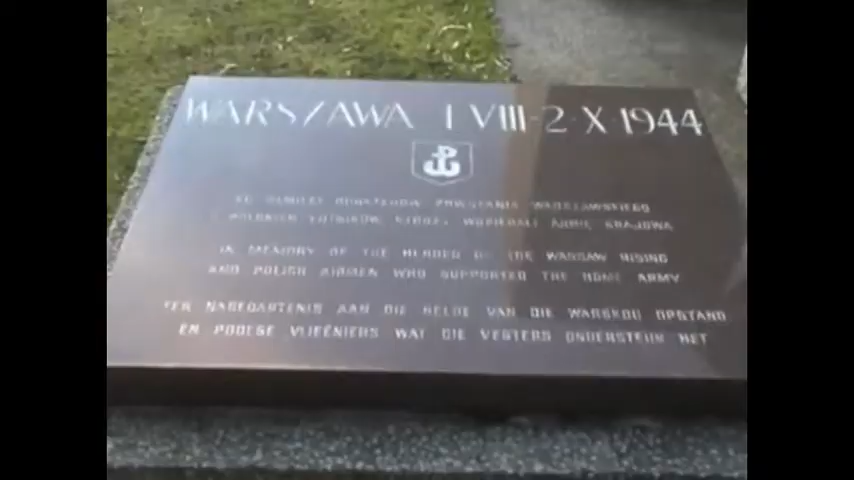 WARSZAWA 1 VIII-2·X·1944
KU PAMIĘCI BOHATERÓW POWSTANIA WARSZAWSKIEGO
I POLSKICH LOTNIKÓW KTÓRZY WSPIERALI ARMIĘ KRAJOWĄ
IN MEMORY OF THE HEROES OF THE WARSAW RISING
AND POLISH AIRMEN WHO SUPPORTED THE HOME ARMY
TER NAGEDAGTENIS AAN DIE HELDE VAN DIE WARSKOU OPSTAND
EN POOLSE VLIEËNIERS WAT DIE VEGTERS ONDERSTEUN HET